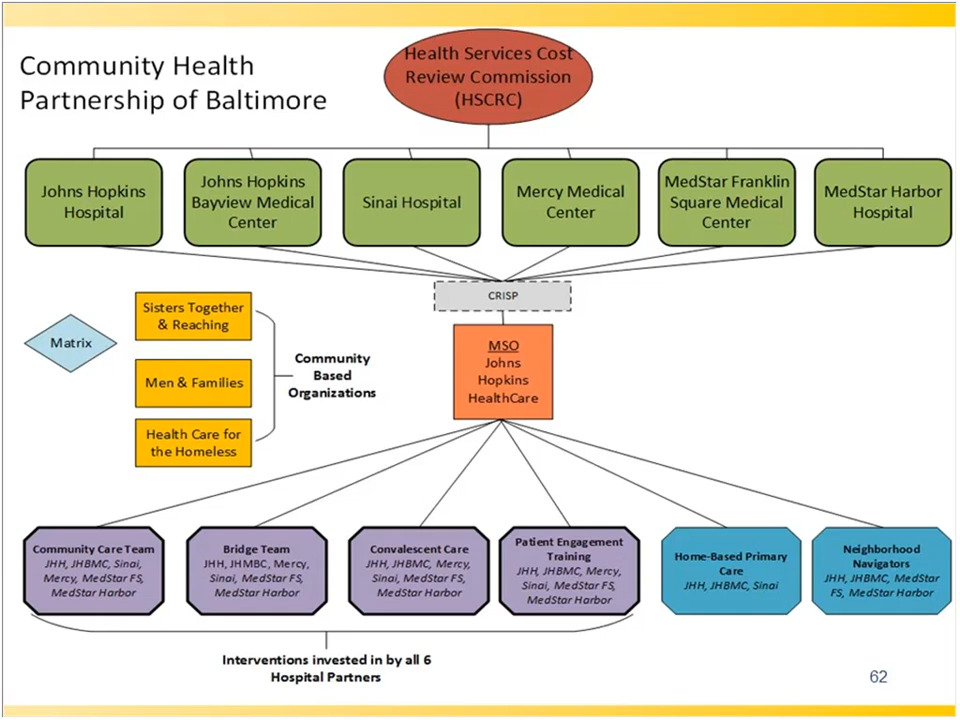 Community Health
Partnership of Baltimore
Health Services Cost
Review Commission
(HSCRC)
Johns Hopkins
Hospital
Johns Hopkins
Bayview Medical
Center
Sinai Hospital
Mercy Medical
Center
MedStar Franklin
Square Medical
Center
MedStar Harbor
Hospital
CRISP
MSO
Johns
Hopkins
HealthCare
Matrix
Sisters Together
& Reaching
Men & Families
Health Care for
the Homeless
Community
Based
Organizations
Community Care Team
JHH, JHBMC, Sinai,
Mercy, MedStar FS,
MedStar Harbor
Bridge Team
JHH, JHMBC, Mercy,
Sinai, MedStar FS,
MedStar Harbor
Convalescent Care
JHH, JHBMC, Mercy,
Sinai, MedStar FS,
MedStar Harbor
Patient Engagement
Training
JHH, JHBMC, Mercy,
Sinai, MedStar FS,
MedStar Harbor
Home-Based Primary
Care
JHH, JHBMC, Sinai
Neighborhood
Navigators
JHH, JHBMC, MedStar
FS, MedStar Harbor
Interventions invested in by all 6
Hospital Partners
62